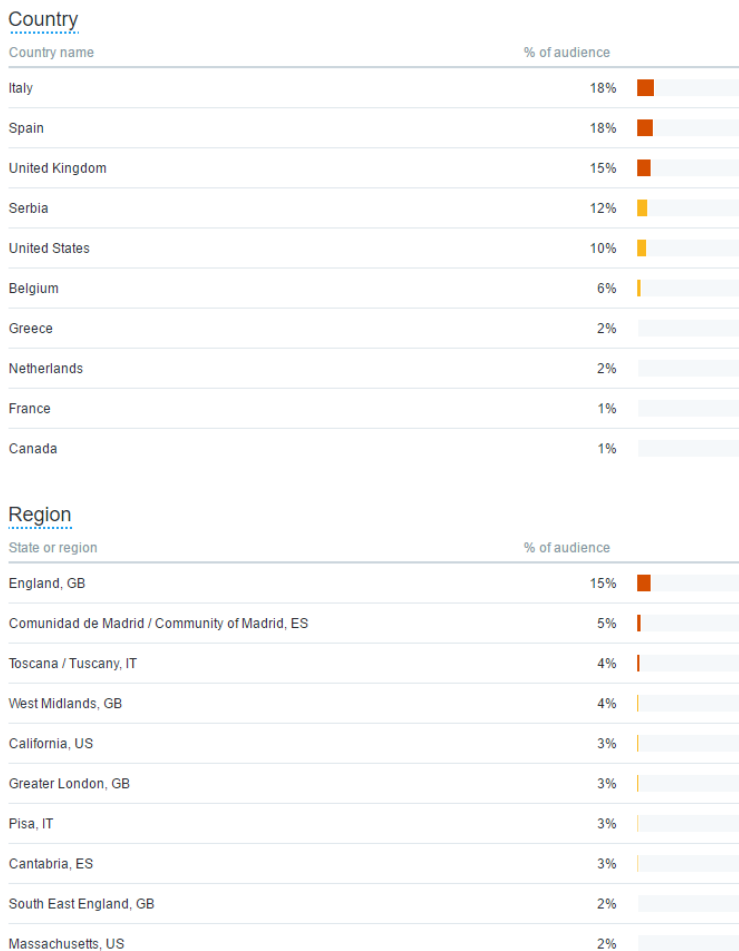 Country
Country name % of audience
Italy 18%
Spain 18%
United Kingdom 15%
Serbia 12%
United States 10%
Belgium 6%
Greece 2%
Netherlands 2%
France 1%
Canada 1%
Region
State or region % of audience
England, GB 15%
Comunidad de Madrid / Community of Madrid, ES 5%
Toscana / Tuscany, IT 4%
West Midlands, GB 4%
California, US 3%
Greater London, GB 3%
Pisa, IT 3%
Cantabria, ES 3%
South East England, GB 2%
Massachusetts, US 2%